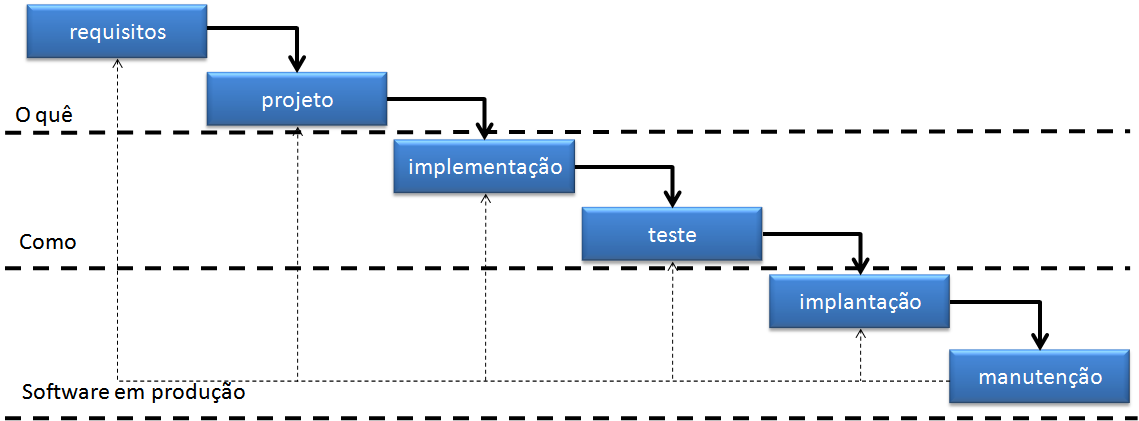 requisitos
projeto
O quê
implementação
teste
Como
implantação
manutenção
Software em produção